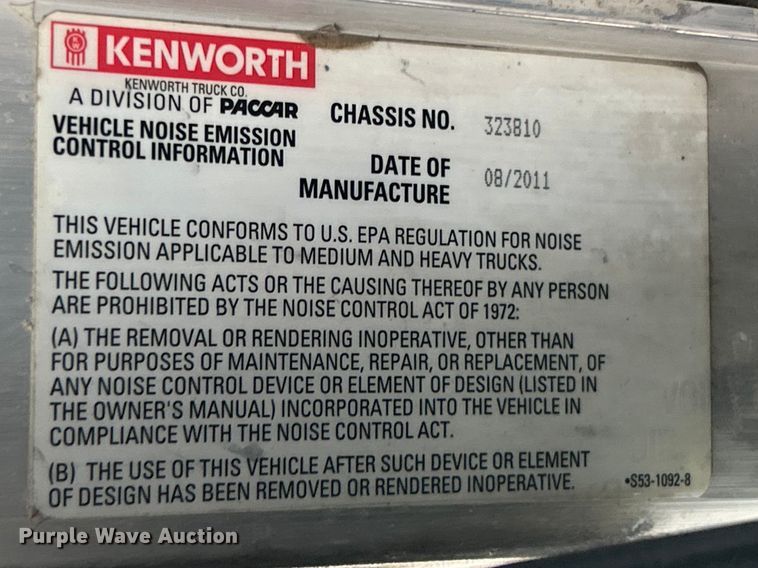 KENWORTH
KENWORTH TRUCK CO.
A DIVISION OF PACCAR
VEHICLE NOISE EMISSION
CONTROL INFORMATION
CHASSIS NO. 323810
DATE OF
MANUFACTURE 08/2011
THIS VEHICLE CONFORMS TO U.S. EPA REGULATION FOR NOISE
EMISSION APPLICABLE TO MEDIUM AND HEAVY TRUCKS.
THE FOLLOWING ACTS OR THE CAUSING THEREOF BY ANY PERSON
ARE PROHIBITED BY THE NOISE CONTROL ACT OF 1972:
(A) THE REMOVAL OR RENDERING INOPERATIVE, OTHER THAN
FOR PURPOSES OF MAINTENANCE, REPAIR, OR REPLACEMENT, OF
ANY NOISE CONTROL DEVICE OR ELEMENT OF DESIGN (LISTED IN
THE OWNER'S MANUAL) INCORPORATED INTO THE VEHICLE IN
COMPLIANCE WITH THE NOISE CONTROL ACT.
(B) THE USE OF THIS VEHICLE AFTER SUCH DEVICE OR ELEMENT
OF DESIGN HAS BEEN REMOVED OR RENDERED INOPERATIVE.
•S53-1092-8
Purple Wave Auction